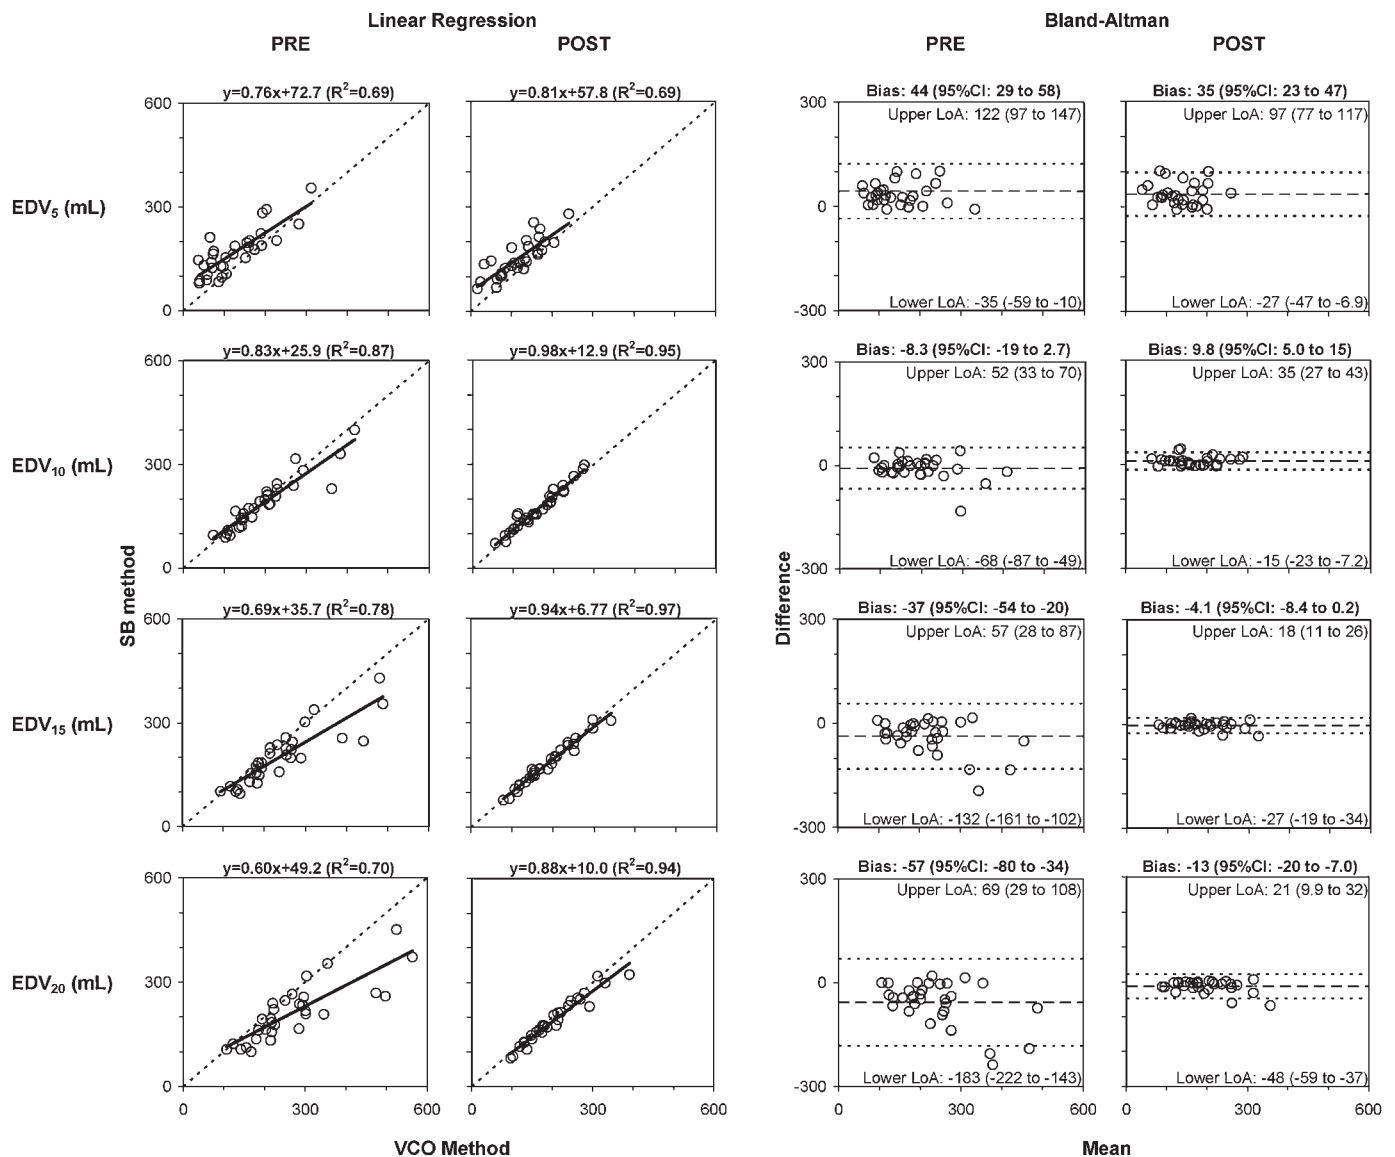 Linear Regression
Bland-Altman
PRE
POST
PRE
POST
y=0.76x+72.7 (R²=0.69)
y=0.81x+57.8 (R²=0.69)
Bias: 44 (95%CI: 29 to 58)
Bias: 35 (95%CI: 23 to 47)
600
300
Upper LoA: 122 (97 to 147)
Upper LoA: 97 (77 to 117)
EDV₅ (mL)
300
0
Lower LoA: -35 (-59 to -10)
Lower LoA: -27 (-47 to -6.9)
0
-300
y=0.83x+25.9 (R²=0.87)
y=0.98x+12.9 (R²=0.95)
Bias: -8.3 (95%CI: -19 to 2.7)
Bias: 9.8 (95%CI: 5.0 to 15)
600
300
Upper LoA: 52 (33 to 70)
Upper LoA: 35 (27 to 43)
EDV₁₀ (mL)
300
0
Lower LoA: -68 (-87 to -49)
Lower LoA: -15 (-23 to -7.2)
0
-300
SB method
Difference
y=0.69x+35.7 (R²=0.78)
y=0.94x+6.77 (R²=0.97)
Bias: -37 (95%CI: -54 to -20)
Bias: -4.1 (95%CI: -8.4 to 0.2)
600
300
Upper LoA: 57 (28 to 87)
Upper LoA: 18 (11 to 26)
EDV₁₅ (mL)
300
0
Lower LoA: -132 (-161 to -102)
Lower LoA: -27 (-19 to -34)
0
-300
y=0.60x+49.2 (R²=0.70)
y=0.88x+10.0 (R²=0.94)
Bias: -57 (95%CI: -80 to -34)
Bias: -13 (95%CI: -20 to -7.0)
600
300
Upper LoA: 69 (29 to 108)
Upper LoA: 21 (9.9 to 32)
EDV₂₀ (mL)
300
0
Lower LoA: -183 (-222 to -143)
Lower LoA: -48 (-59 to -37)
0
-300
0 300 600
0 300 600
0 300 600
0 300 600
VCO Method
Mean